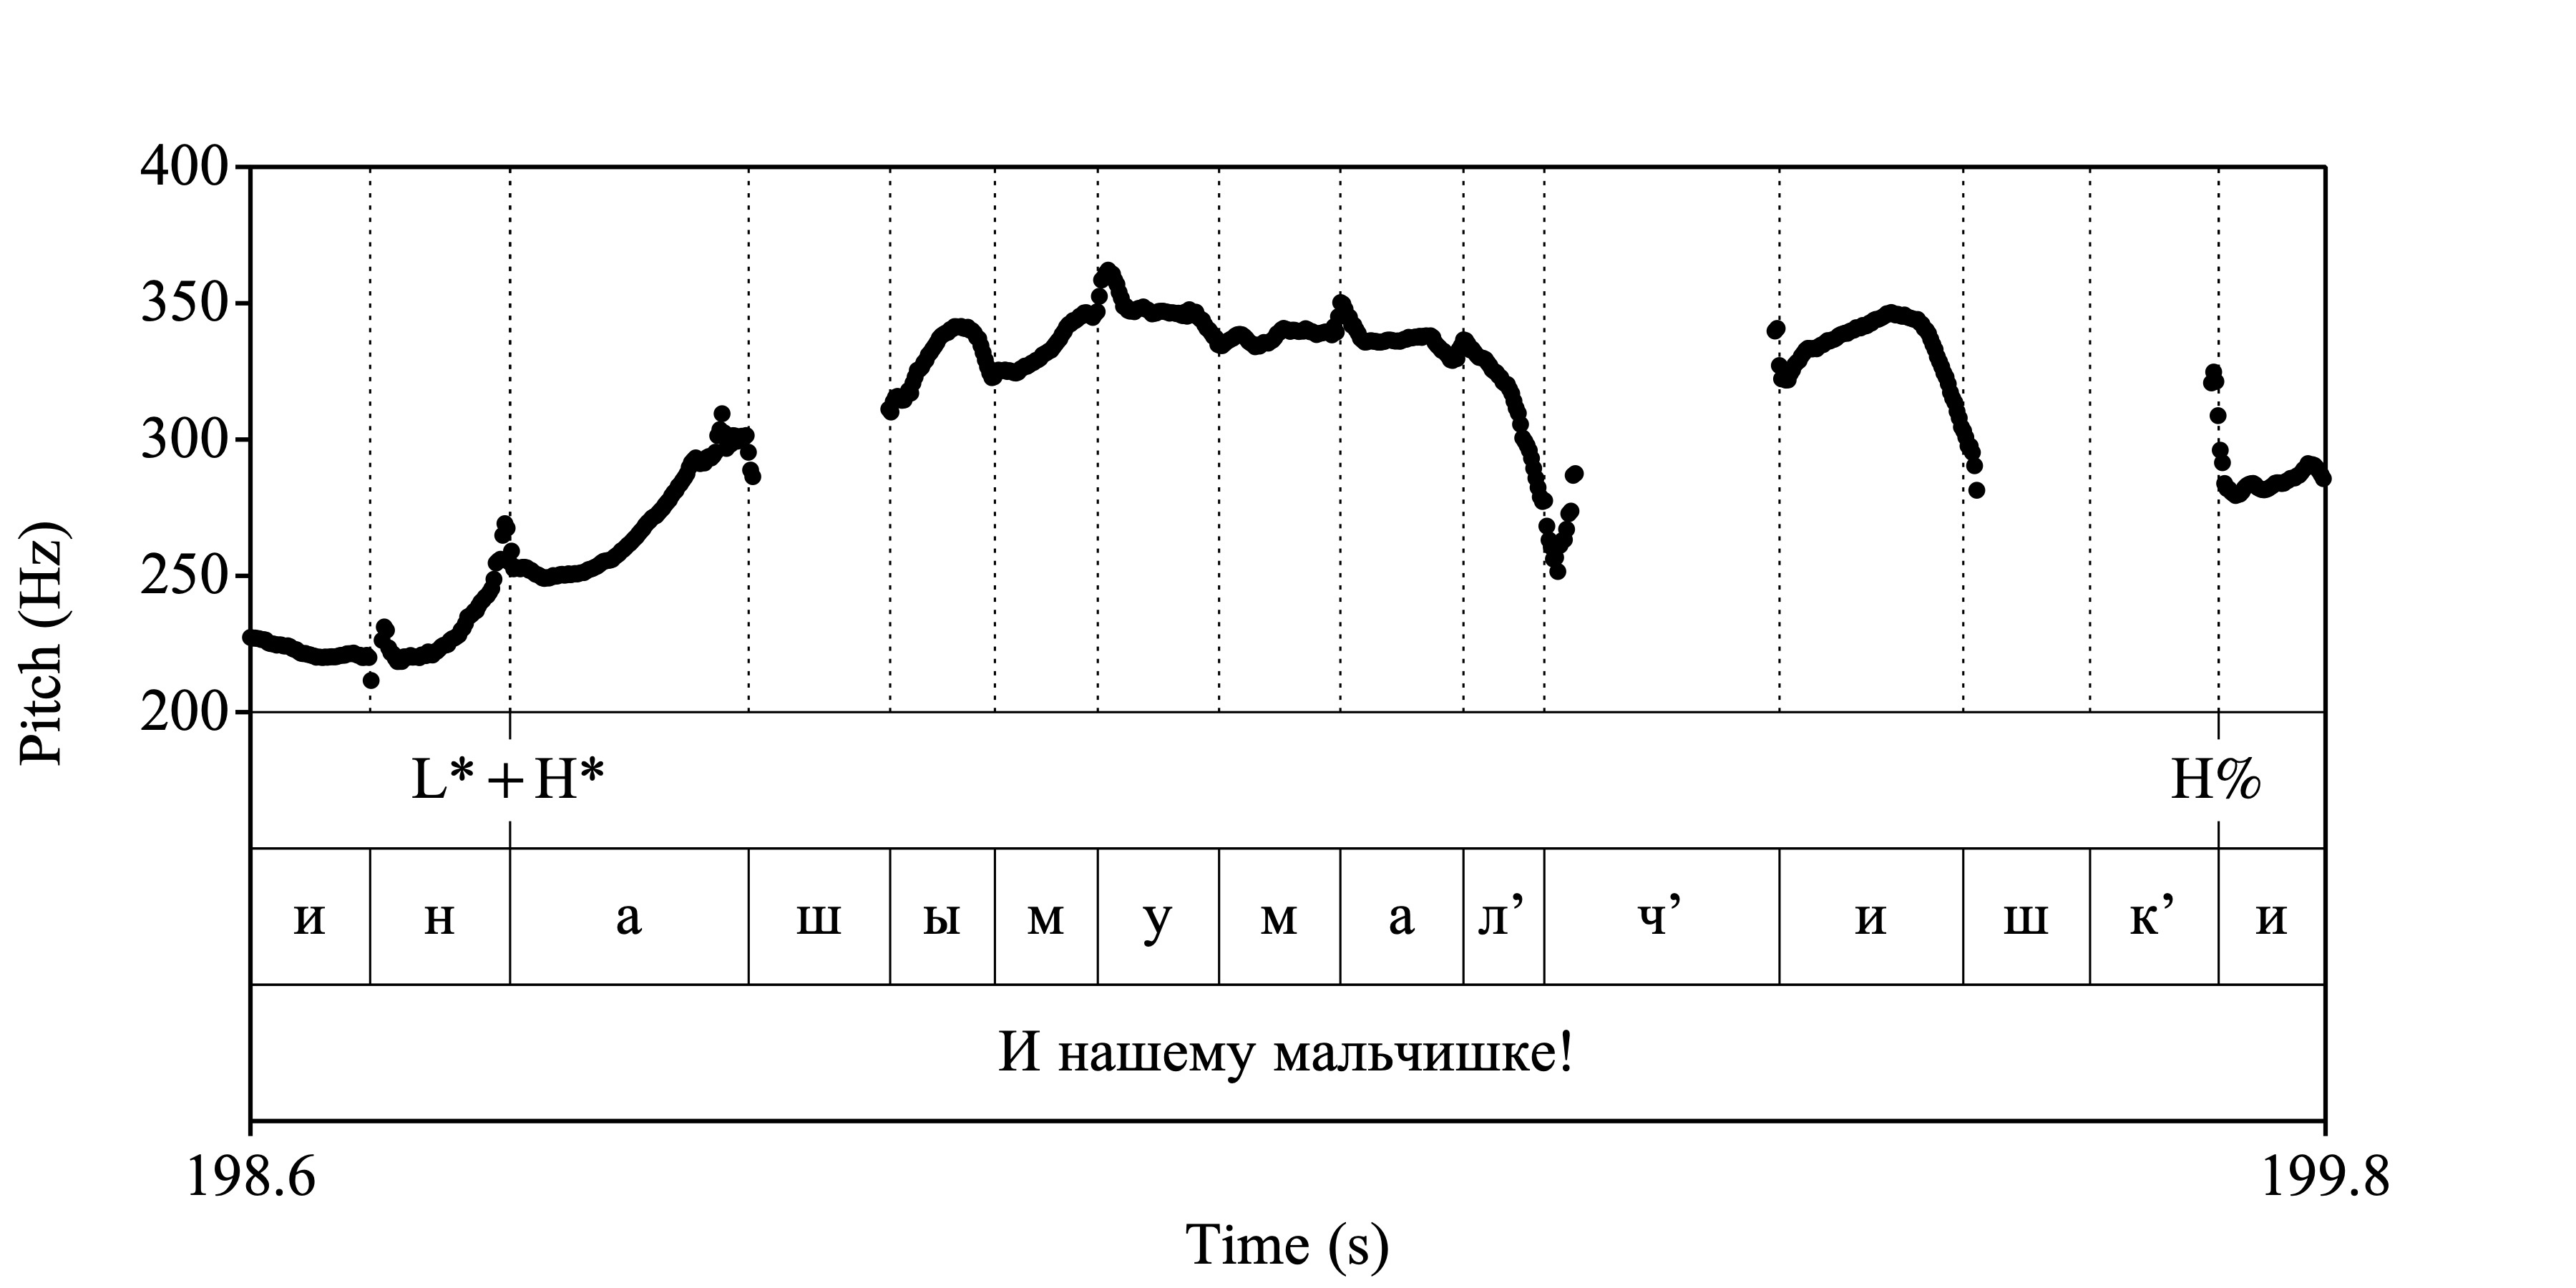 400
350
300
250
200
Pitch (Hz)
L* + H* H%
и н а ш ы м у м а л’ ч’ и ш к’ и
И нашему мальчишке!
198.6 199.8
Time (s)